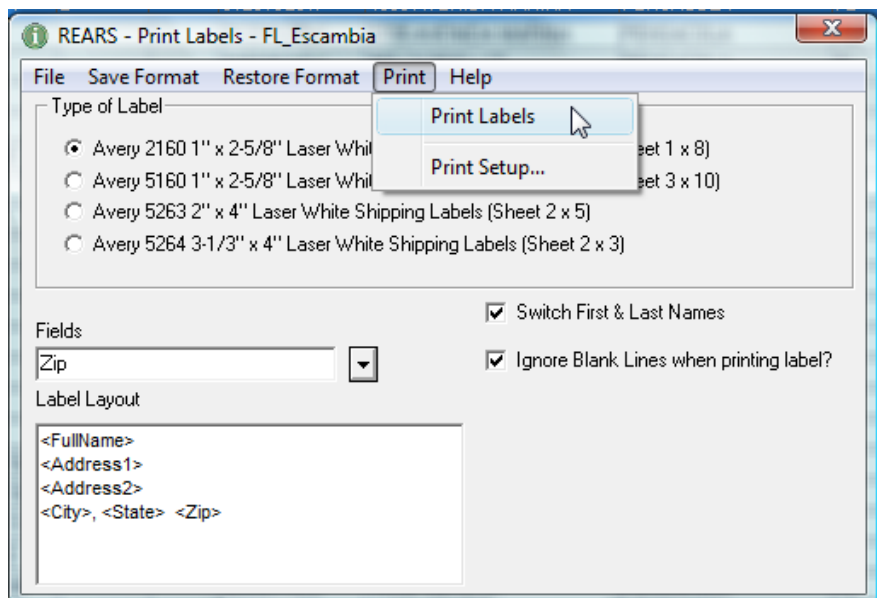 REARS - Print Labels - FL_Escambia
File Save Format Restore Format Print Help
Print Labels
Print Setup...
Type of Label
Avery 2160 1" x 2-5/8" Laser Whi eet 1 x 8)
Avery 5160 1" x 2-5/8" Laser Whi eet 3 x 10)
Avery 5263 2" x 4" Laser White Shipping Labels (Sheet 2 x 5)
Avery 5264 3-1/3" x 4" Laser White Shipping Labels (Sheet 2 x 3)
Switch First & Last Names
Fields
Zip
Ignore Blank Lines when printing label?
Label Layout
<FullName>
<Address1>
<Address2>
<City>, <State> <Zip>